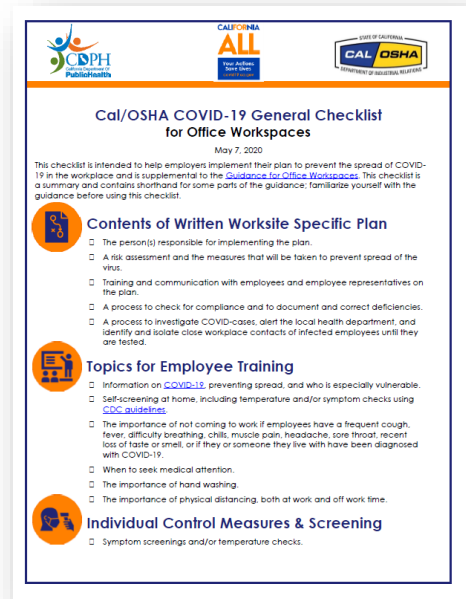 CDPH
California Department of
PublicHealth
CALIFORNIA
ALL
Your Actions
Save Lives
STATE OF CALIFORNIA
CAL OSHA
DEPARTMENT OF INDUSTRIAL RELATIONS
Cal/OSHA COVID-19 General Checklist
for Office Workspaces
May 7, 2020
This checklist is intended to help employers implement their plan to prevent the spread of COVID-
19 in the workplace and is supplemental to the Guidance for Office Workspaces. This checklist is
a summary and contains shorthand for some parts of the guidance; familiarize yourself with the
guidance before using this checklist.
Contents of Written Worksite Specific Plan
The person(s) responsible for implementing the plan.
A risk assessment and the measures that will be taken to prevent spread of the
virus.
Training and communication with employees and employee representatives on
the plan.
A process to check for compliance and to document and correct deficiencies.
A process to investigate COVID-cases, alert the local health department, and
identify and isolate close workplace contacts of infected employees until they
are tested.
Topics for Employee Training
Information on COVID-19, preventing spread, and who is especially vulnerable.
Self-screening at home, including temperature and/or symptom checks using
CDC guidelines.
The importance of not coming to work if employees have a frequent cough,
fever, difficulty breathing, chills, muscle pain, headache, sore throat, recent
loss of taste or smell, or if they or someone they live with have been diagnosed
with COVID-19.
When to seek medical attention.
The importance of hand washing.
The importance of physical distancing, both at work and off work time.
Individual Control Measures & Screening
Symptom screenings and/or temperature checks.